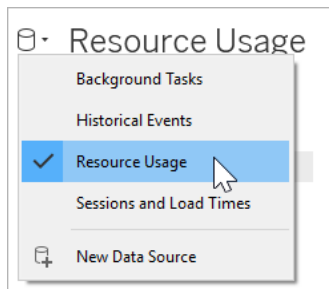 Resource Usage
Background Tasks
Historical Events
Resource Usage
Sessions and Load Times
New Data Source